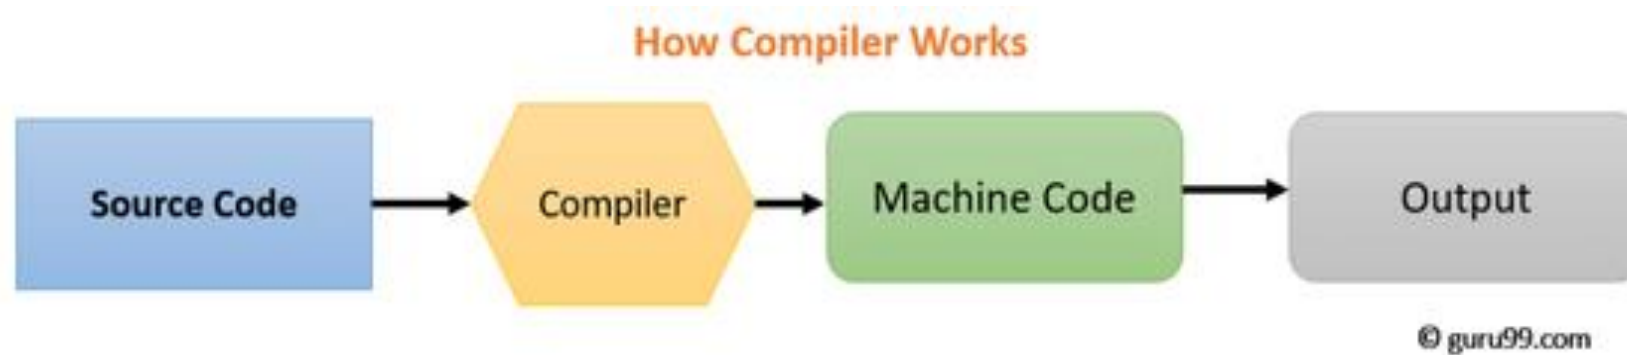 How Compiler Works
Source Code
Compiler
Machine Code
Output
© guru99.com